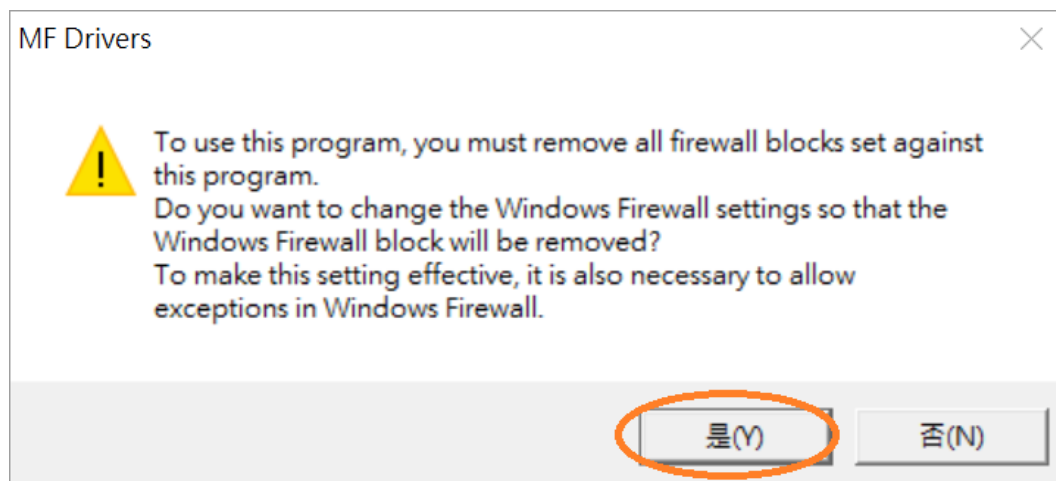 MF Drivers
To use this program, you must remove all firewall blocks set against
this program.
Do you want to change the Windows Firewall settings so that the
Windows Firewall block will be removed?
To make this setting effective, it is also necessary to allow
exceptions in Windows Firewall.
是(Y) 否(N)